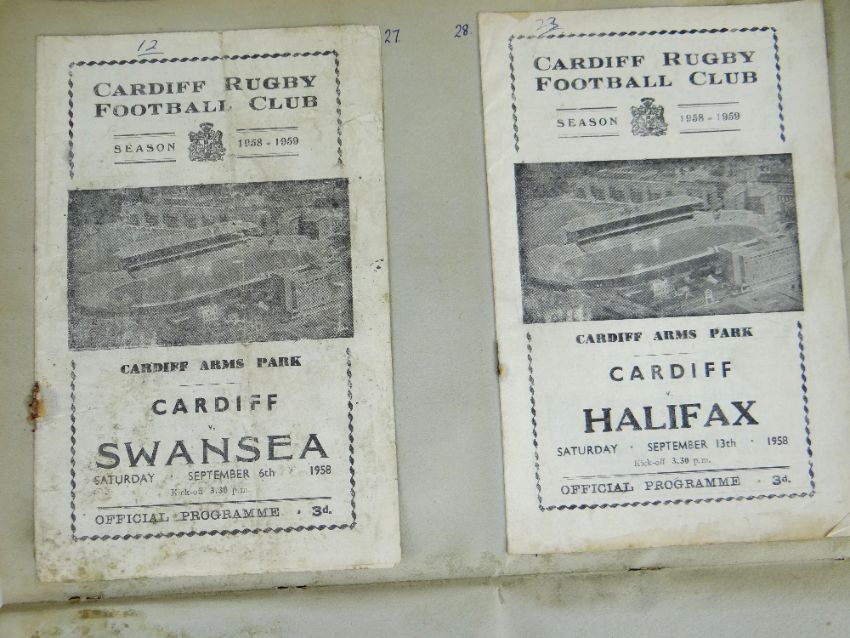 12
CARDIFF RUGBY
FOOTBALL CLUB
SEASON 1958-1959
CARDIFF ARMS PARK
CARDIFF
v.
SWANSEA
SATURDAY · SEPTEMBER 6th · 1958
Kick-off 3.30 p.m.
OFFICIAL PROGRAMME · 3d.
27.
28.
23
CARDIFF RUGBY
FOOTBALL CLUB
SEASON 1958-1959
CARDIFF ARMS PARK
CARDIFF
v.
HALIFAX
SATURDAY · SEPTEMBER 13th · 1958
Kick-off 3.30 p.m.
OFFICIAL PROGRAMME · 3d.